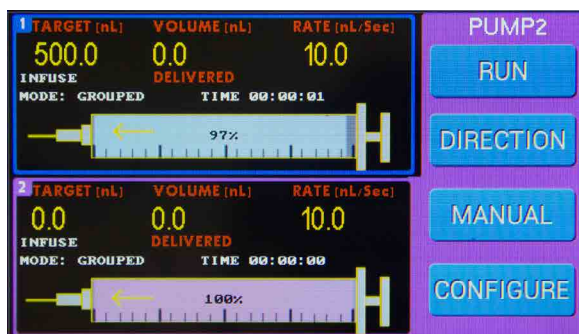 1 TARGET [nL] VOLUME [nL] RATE [nL/Sec]
500.0 0.0 10.0
INFUSE DELIVERED
MODE: GROUPED TIME 00:00:01
97%
2 TARGET [nL] VOLUME [nL] RATE [nL/Sec]
0.0 0.0 10.0
INFUSE DELIVERED
MODE: GROUPED TIME 00:00:00
100%
PUMP2
RUN
DIRECTION
MANUAL
CONFIGURE